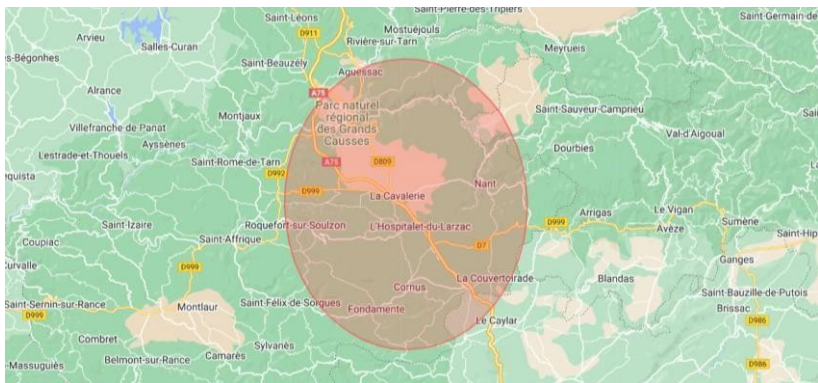 Saint-Léons
D911
Saint-Pierre-des-Tripiers
Mostuéjouls
Rivière-sur-Tarn
Saint-Germain-de
Arvieu
Salles-Curan
s-Bégonhes
Saint-Beauzély
Aguessac
Meyrueis
Alrance
A75
Parc naturel
régional
des Grands
Causses
Montjaux
Saint-Sauveur-Camprieu
Sain
Villefranche de Panat
Ayssènes
Val-d'Aigoual
Lestrade-et-Thouels
Saint-Rome-de-Tarn
Dourbies
equista
D992
A75
D809
D999
La Cavalerie
Nant
Saint-Izaire
Roquefort-sur-Soulzon
L'Hospitalet-du-Larzac
D999
Arrigas
Le Vigan
Avèze
Sumène
Saint-Hip
Coupiac
Saint-Affrique
D7
Ganges
Curvalle
D999
La Couvertoirade
Blandas
Saint-Sernin-sur-Rance
D999
Montlaur
Saint-Félix-de-Sorgues
Cornus
Fondamente
Saint-Bauzille-de-Putois
Brissac
Le Caylar
D986
Combret
Sylvanès
-Massuguiès
Belmont-sur-Rance
Camarès
D986